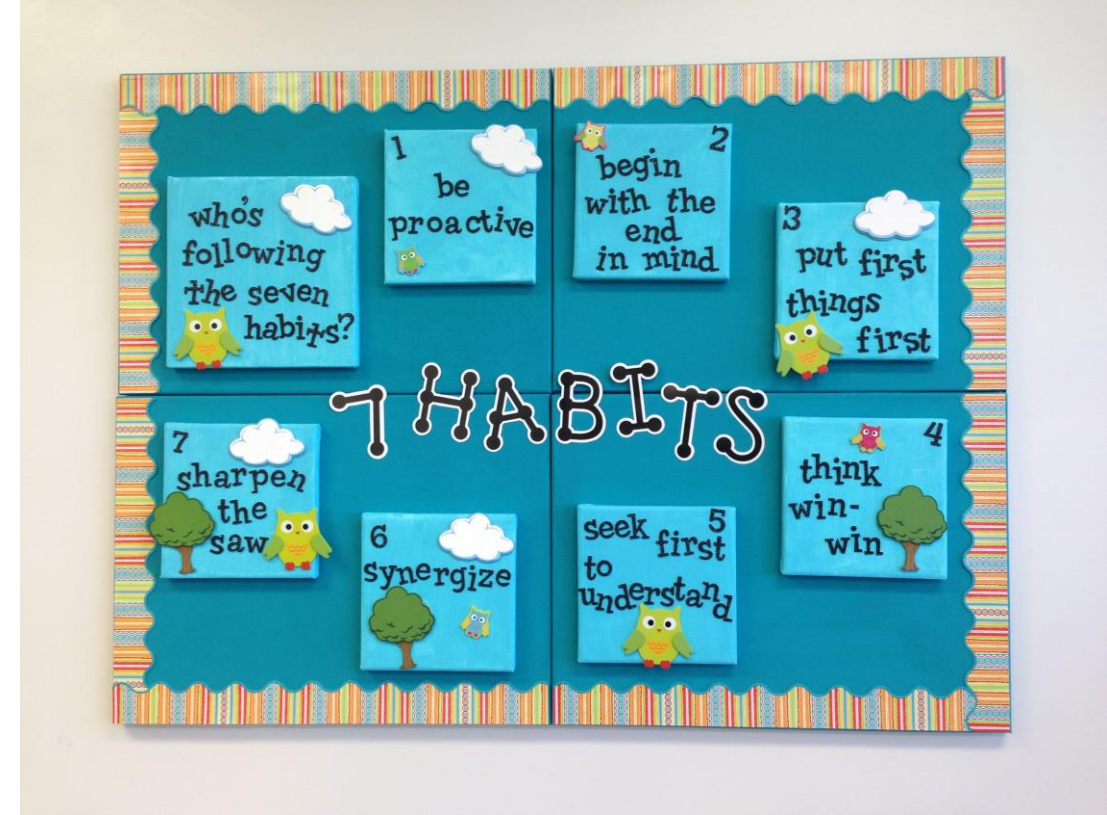 who's
following
the seven
habits?
1
be
proactive
2
begin
with the
end
in mind
3
put first
things
first
7 HABITS
4
think
win-
win
5
seek first
to
understand
6
synergize
7
sharpen
the
saw